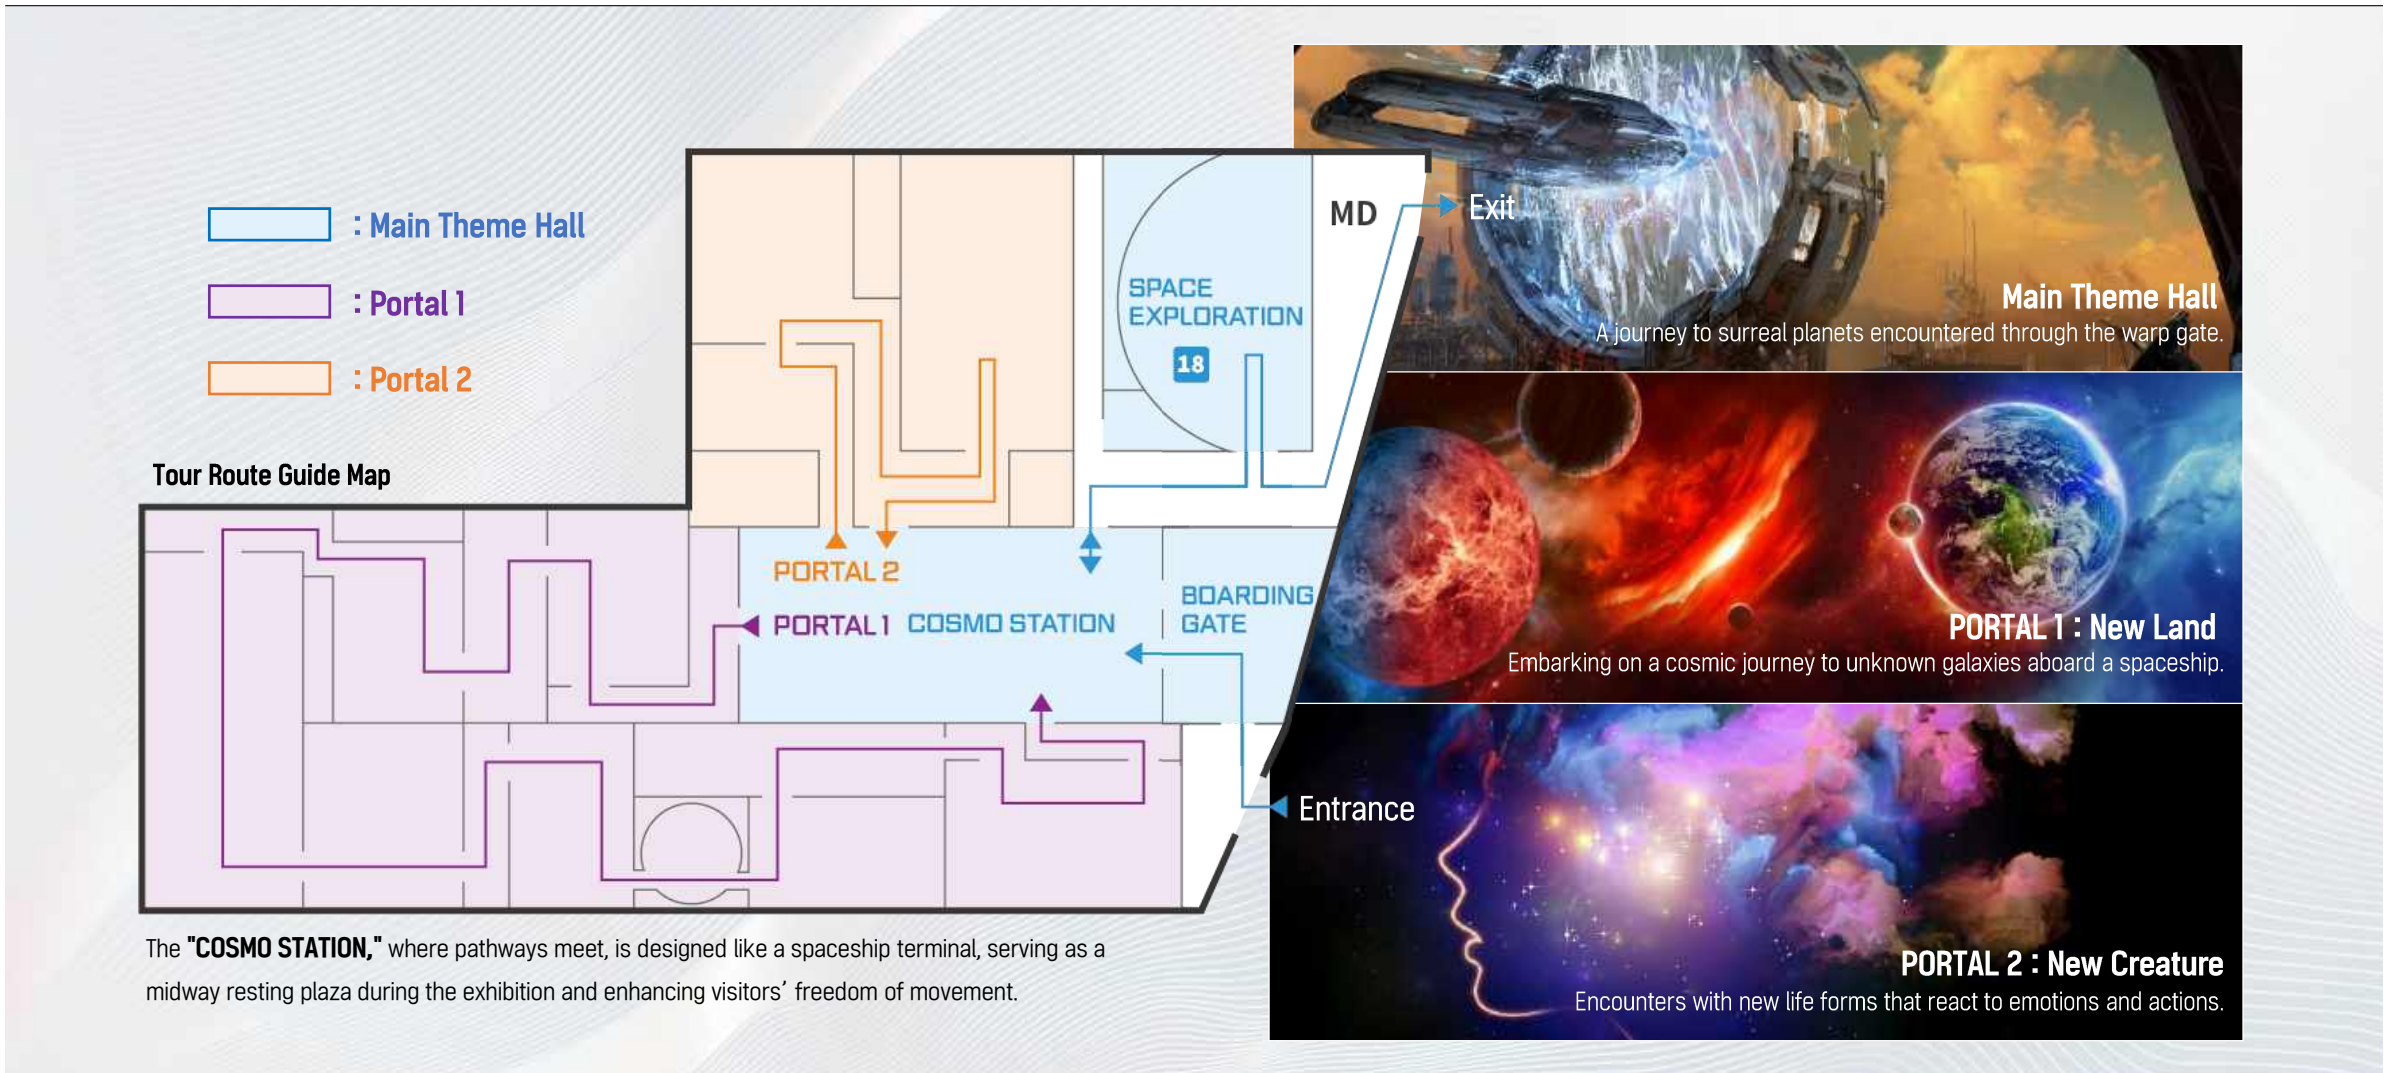 : Main Theme Hall
: Portal 1
: Portal 2
Tour Route Guide Map
MD
Exit
SPACE
EXPLORATION
18
PORTAL 2
PORTAL 1
COSMO STATION
BOARDING
GATE
Entrance
The "COSMO STATION," where pathways meet, is designed like a spaceship terminal, serving as a
midway resting plaza during the exhibition and enhancing visitors’ freedom of movement.
Main Theme Hall
A journey to surreal planets encountered through the warp gate.
PORTAL 1 : New Land
Embarking on a cosmic journey to unknown galaxies aboard a spaceship.
PORTAL 2 : New Creature
Encounters with new life forms that react to emotions and actions.